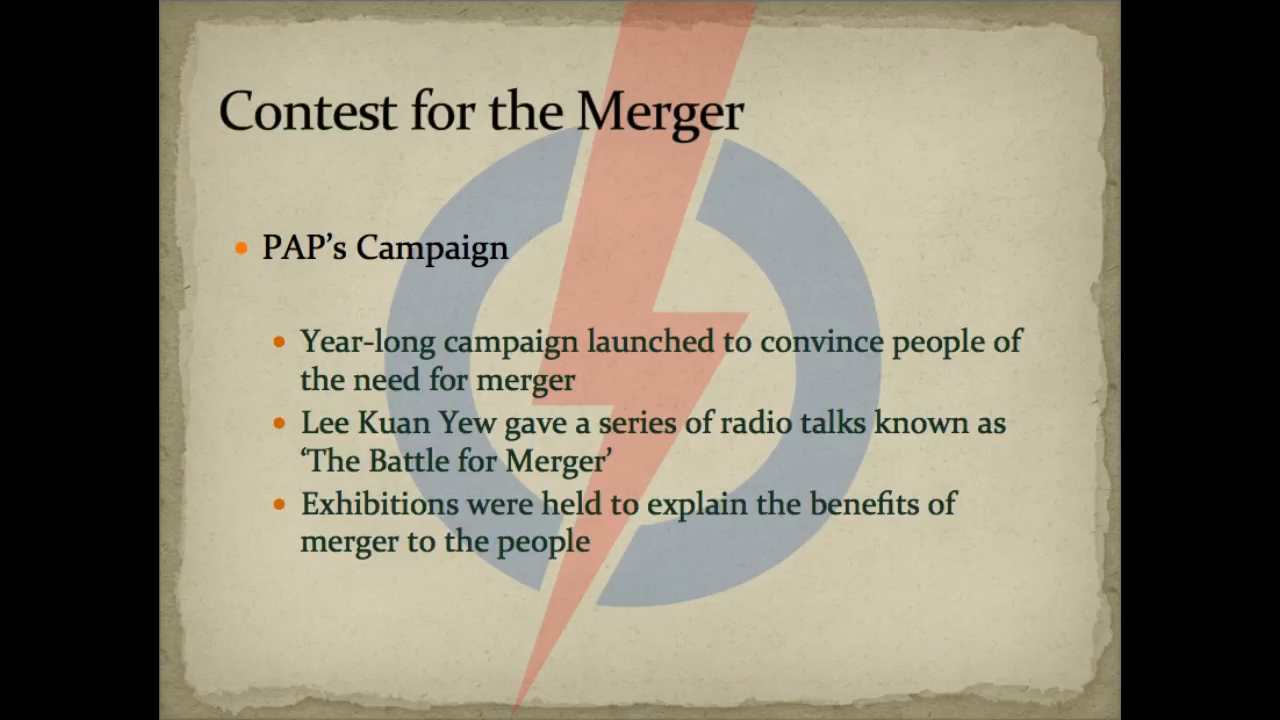 Contest for the Merger
PAP’s Campaign
Year-long campaign launched to convince people of
the need for merger
Lee Kuan Yew gave a series of radio talks known as
‘The Battle for Merger’
Exhibitions were held to explain the benefits of
merger to the people